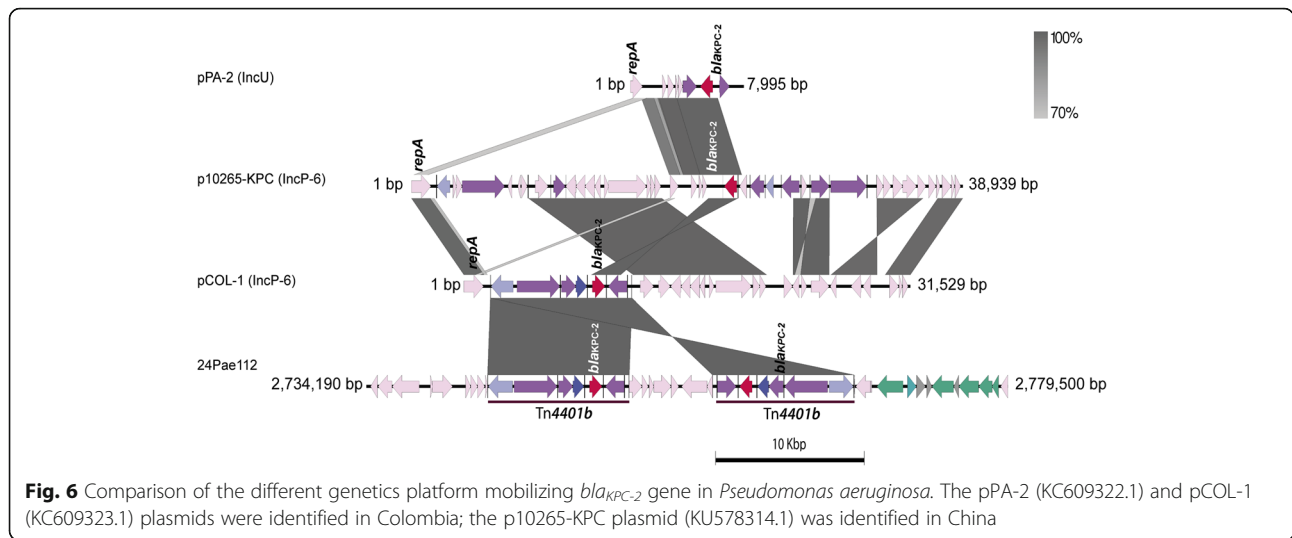 repA
blaKPC-2
100%
70%
pPA-2 (IncU)
1 bp
7,995 bp
blaKPC-2
repA
p10265-KPC (IncP-6)
1 bp
38,939 bp
repA
blaKPC-2
pCOL-1 (IncP-6)
1 bp
31,529 bp
blaKPC-2
blaKPC-2
24Pae112
2,734,190 bp
2,779,500 bp
Tn4401b
Tn4401b
10 Kbp
Fig. 6 Comparison of the different genetics platform mobilizing blaKPC-2 gene in Pseudomonas aeruginosa. The pPA-2 (KC609322.1) and pCOL-1
(KC609323.1) plasmids were identified in Colombia; the p10265-KPC plasmid (KU578314.1) was identified in China